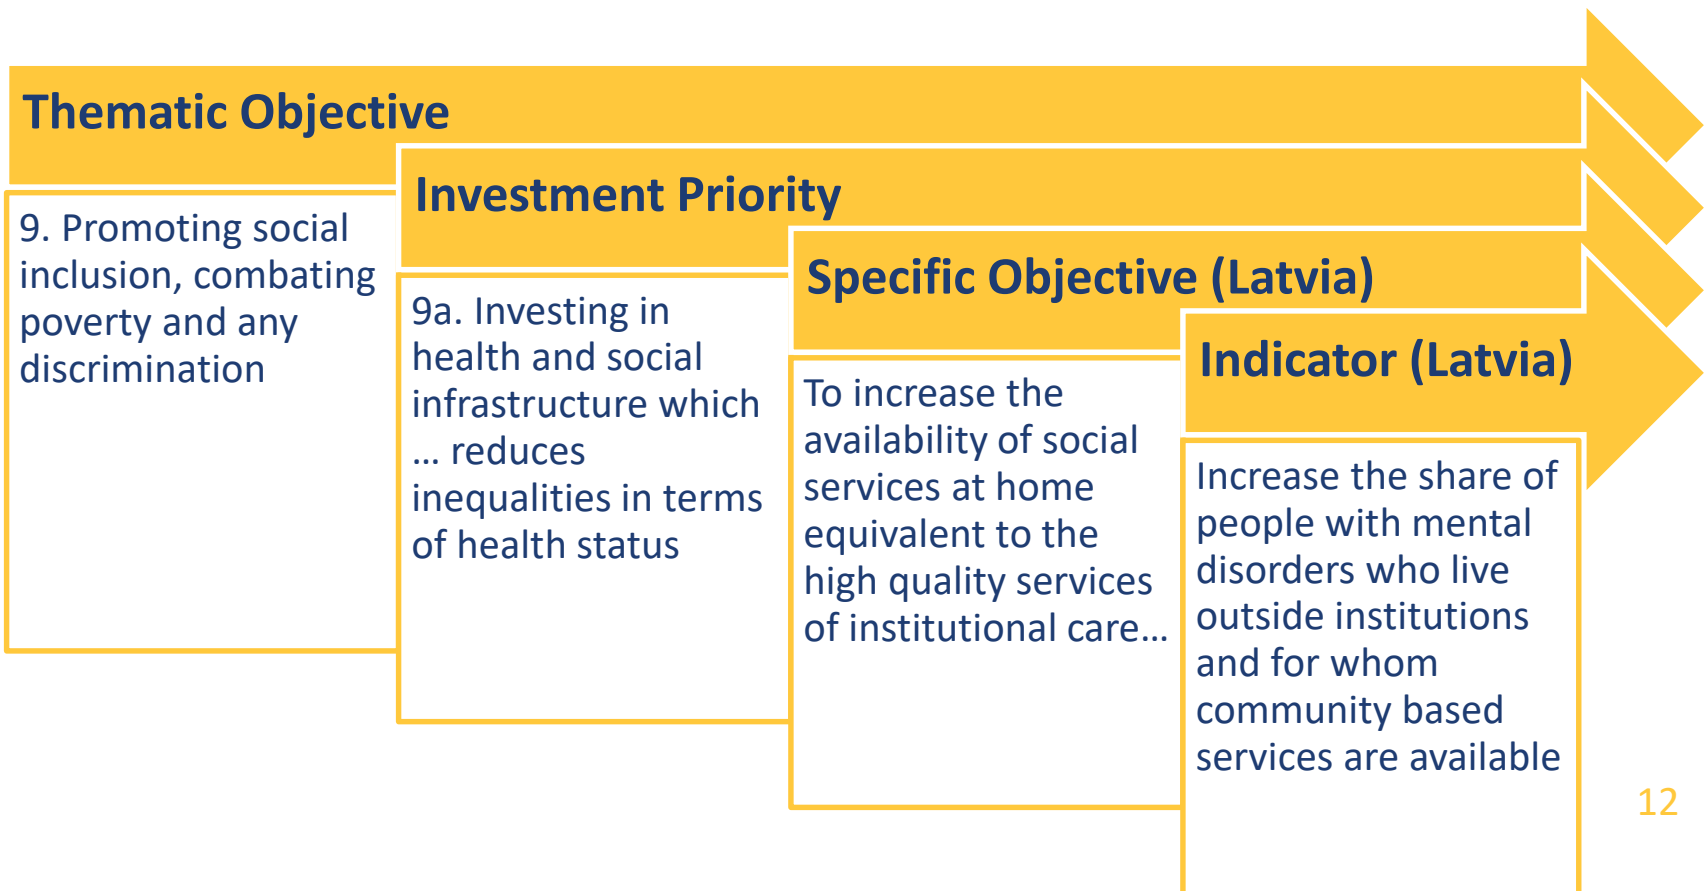 Thematic Objective
9. Promoting social
inclusion, combating
poverty and any
discrimination
Investment Priority
9a. Investing in
health and social
infrastructure which
… reduces
inequalities in terms
of health status
Specific Objective (Latvia)
To increase the
availability of social
services at home
equivalent to the
high quality services
of institutional care…
Indicator (Latvia)
Increase the share of
people with mental
disorders who live
outside institutions
and for whom
community based
services are available
12